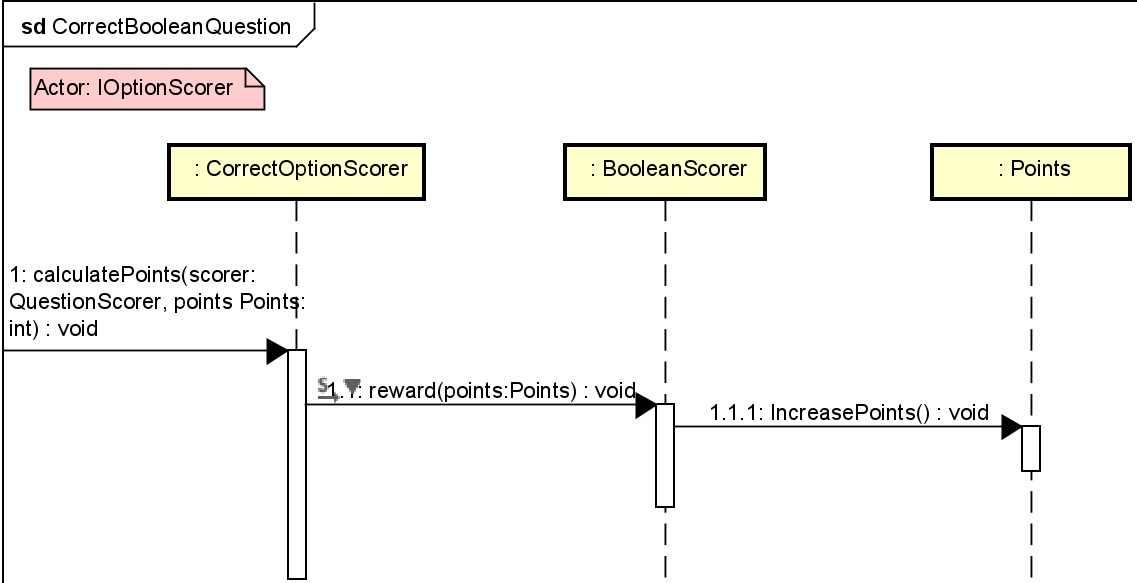 sd CorrectBooleanQuestion
Actor: IOptionScorer
: CorrectOptionScorer
: BooleanScorer
: Points
1: calculatePoints(scorer:
QuestionScorer, points Points:
int) : void
1.1: reward(points:Points) : void
1.1.1: IncreasePoints() : void